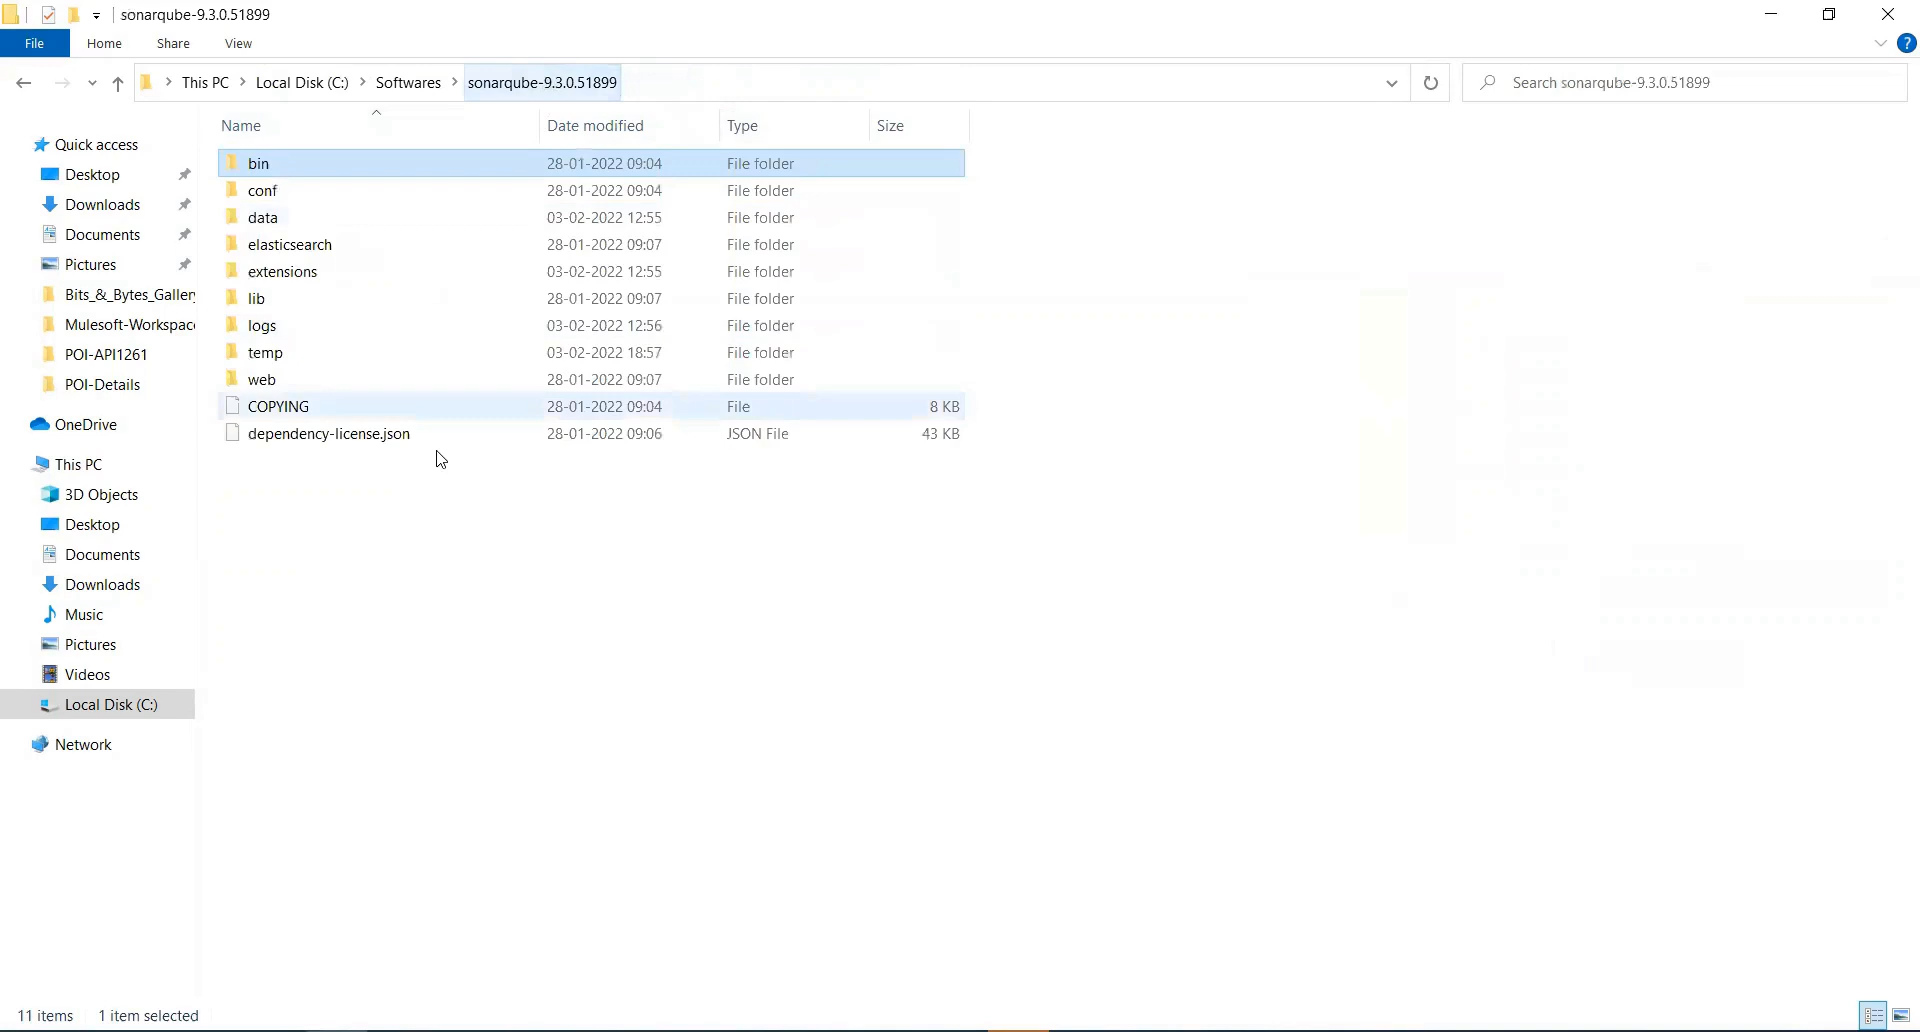 sonarqube-9.3.0.51899
File Home Share View
This PC Local Disk (C:) Softwares sonarqube-9.3.0.51899 Search sonarqube-9.3.0.51899
Name Date modified Type Size
bin 28-01-2022 09:04 File folder
conf 28-01-2022 09:04 File folder
data 03-02-2022 12:55 File folder
elasticsearch 28-01-2022 09:07 File folder
extensions 03-02-2022 12:55 File folder
lib 28-01-2022 09:07 File folder
logs 03-02-2022 12:56 File folder
temp 03-02-2022 18:57 File folder
web 28-01-2022 09:07 File folder
COPYING 28-01-2022 09:04 File 8 KB
dependency-license.json 28-01-2022 09:06 JSON File 43 KB
Quick access
Desktop
Downloads
Documents
Pictures
Bits_&_Bytes_Gallery
Mulesoft-Workspac
POI-API1261
POI-Details
OneDrive
This PC
3D Objects
Desktop
Documents
Downloads
Music
Pictures
Videos
Local Disk (C:)
Network
11 items 1 item selected